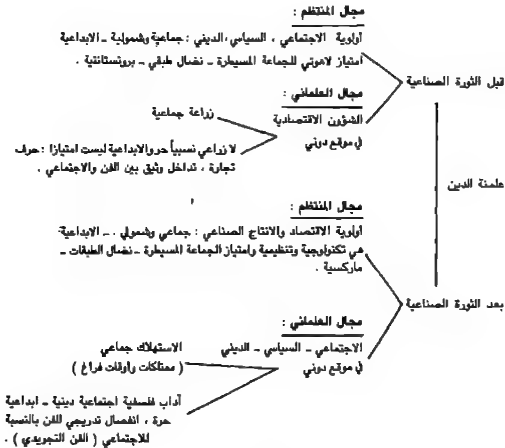 مجال المنتظم :
أولوية الاجتماعي ، السياسي ، الديني : جماعية وشمولية ـ الابداعية
امتياز لاهوتي للجماعة المسيطرة ـ نضال طبقي ـ بروتستانتية .
قبل الثورة الصناعية
مجال العلماني :
الشؤون الاقتصادية
في موقع دوني
زراعة جماعية
لا زراعي نسبياً حر والابداعية ليست امتيازا : حرف
تجارة ، تداخل وثيق بين الفن والاجتماعي .
علمنة الدين
مجال المنتظم :
أولوية الاقتصاد والانتاج الصناعي : جماعي وشمولي . ـ الابداعية
هي تكنولوجية وتنظيمية وامتياز الجماعة المسيطرة ـ نضال الطبقات ـ
ماركسية .
بعد الثورة الصناعية
مجال العلماني :
الاجتماعي ـ السياسي ـ الديني
في موقع دوني
الاستهلاك جماعي
( ممتلكات وأوقات فراغ )
آداب فلسفية اجتماعية دينية ـ ابداعية
حرة ، انفصال تدريجي للفن بالنسبة
للاجتماعي ( الفن التجريدي ) .